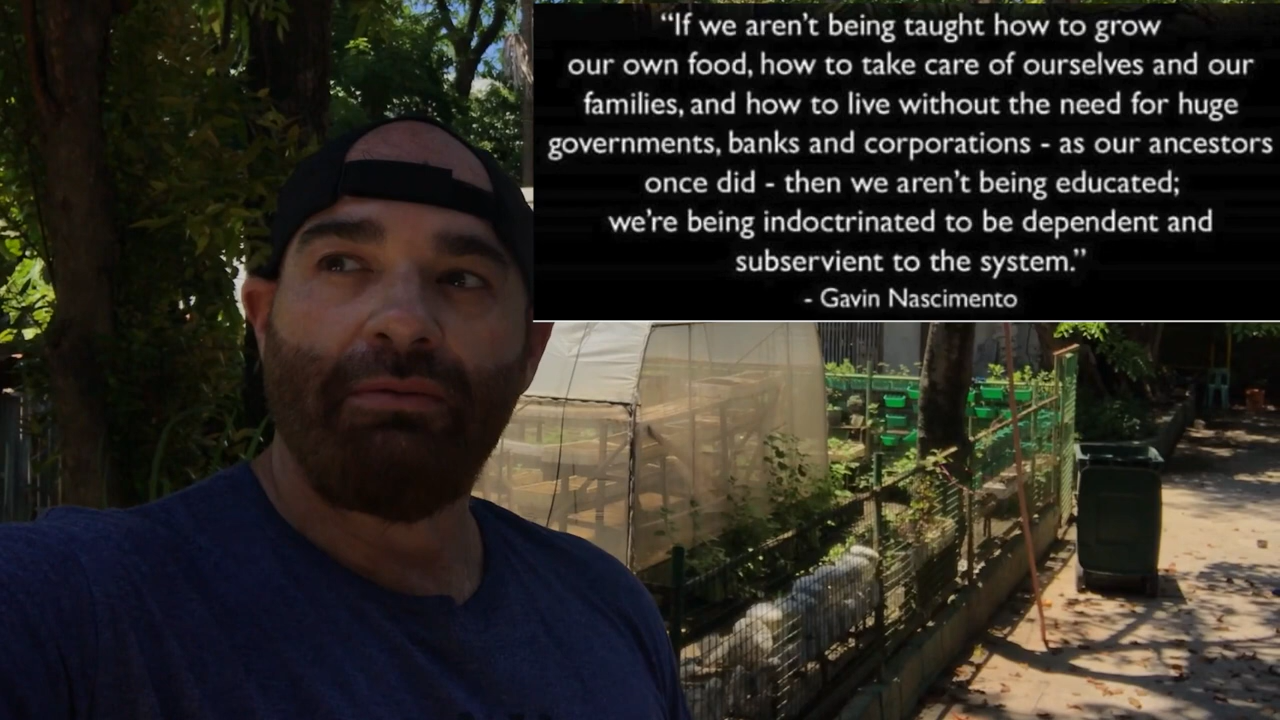 “If we aren’t being taught how to grow
our own food, how to take care of ourselves and our
families, and how to live without the need for huge
governments, banks and corporations - as our ancestors
once did - then we aren’t being educated;
we’re being indoctrinated to be dependent and
subservient to the system.”
- Gavin Nascimento